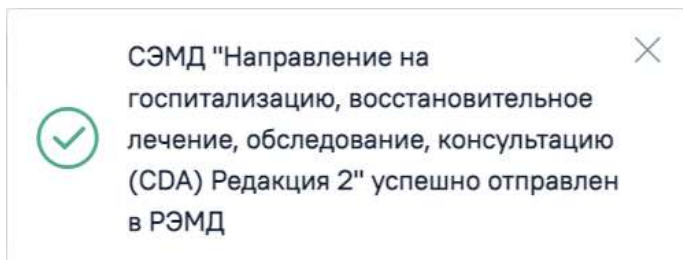 СЭМД "Направление на
госпитализацию, восстановительное
лечение, обследование, консультацию
(CDA) Редакция 2" успешно отправлен
в РЭМД